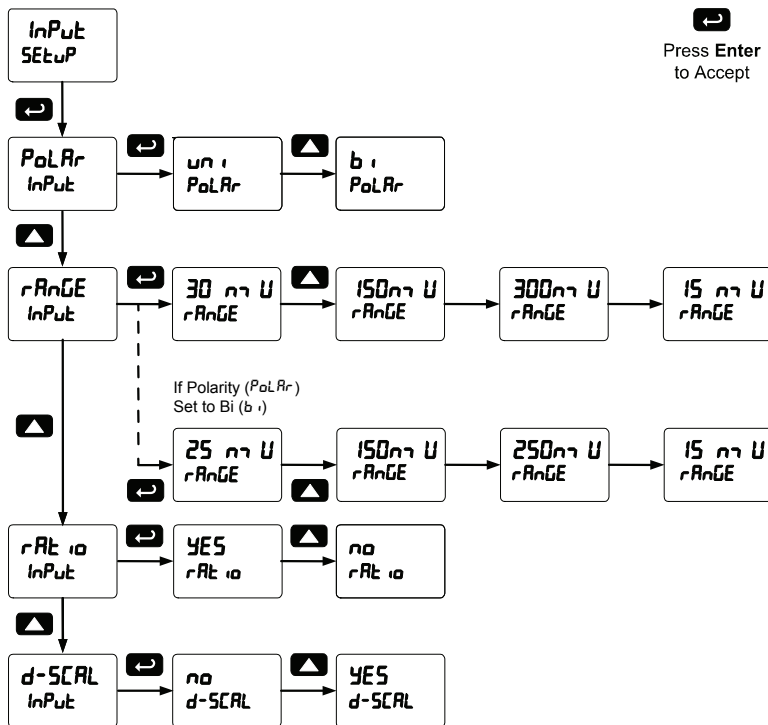 InPut
SEtuP
Press Enter
to Accept
PoLAr
InPut
uni
PoLAr
bi
PoLAr
rAnGE
InPut
30 mV
rAnGE
150mV
rAnGE
300mV
rAnGE
15 mV
rAnGE
If Polarity (PoLAr)
Set to Bi (bi)
25 mV
rAnGE
150mV
rAnGE
250mV
rAnGE
15 mV
rAnGE
rAtio
InPut
YES
rAtio
no
rAtio
d-SCAL
InPut
no
d-SCAL
YES
d-SCAL